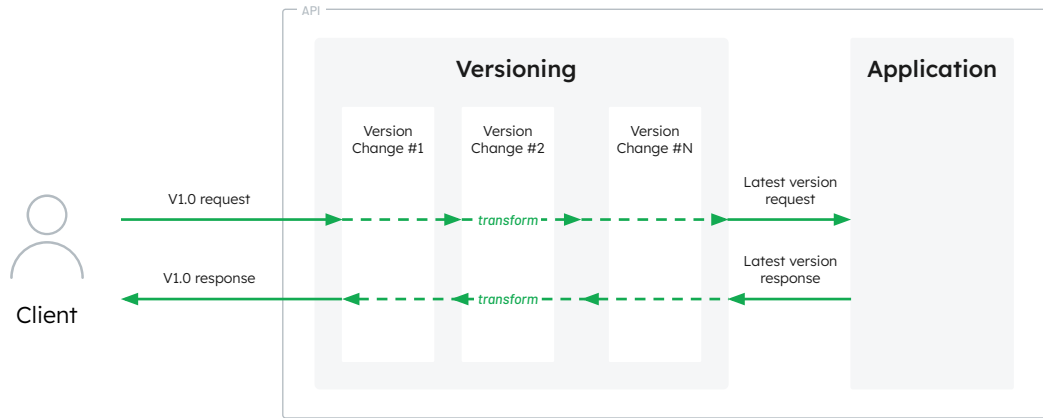 API
Versioning
Application
Version
Change #1
Version
Change #2
Version
Change #N
V1.0 request
transform
Latest version
request
V1.0 response
transform
Latest version
response
Client